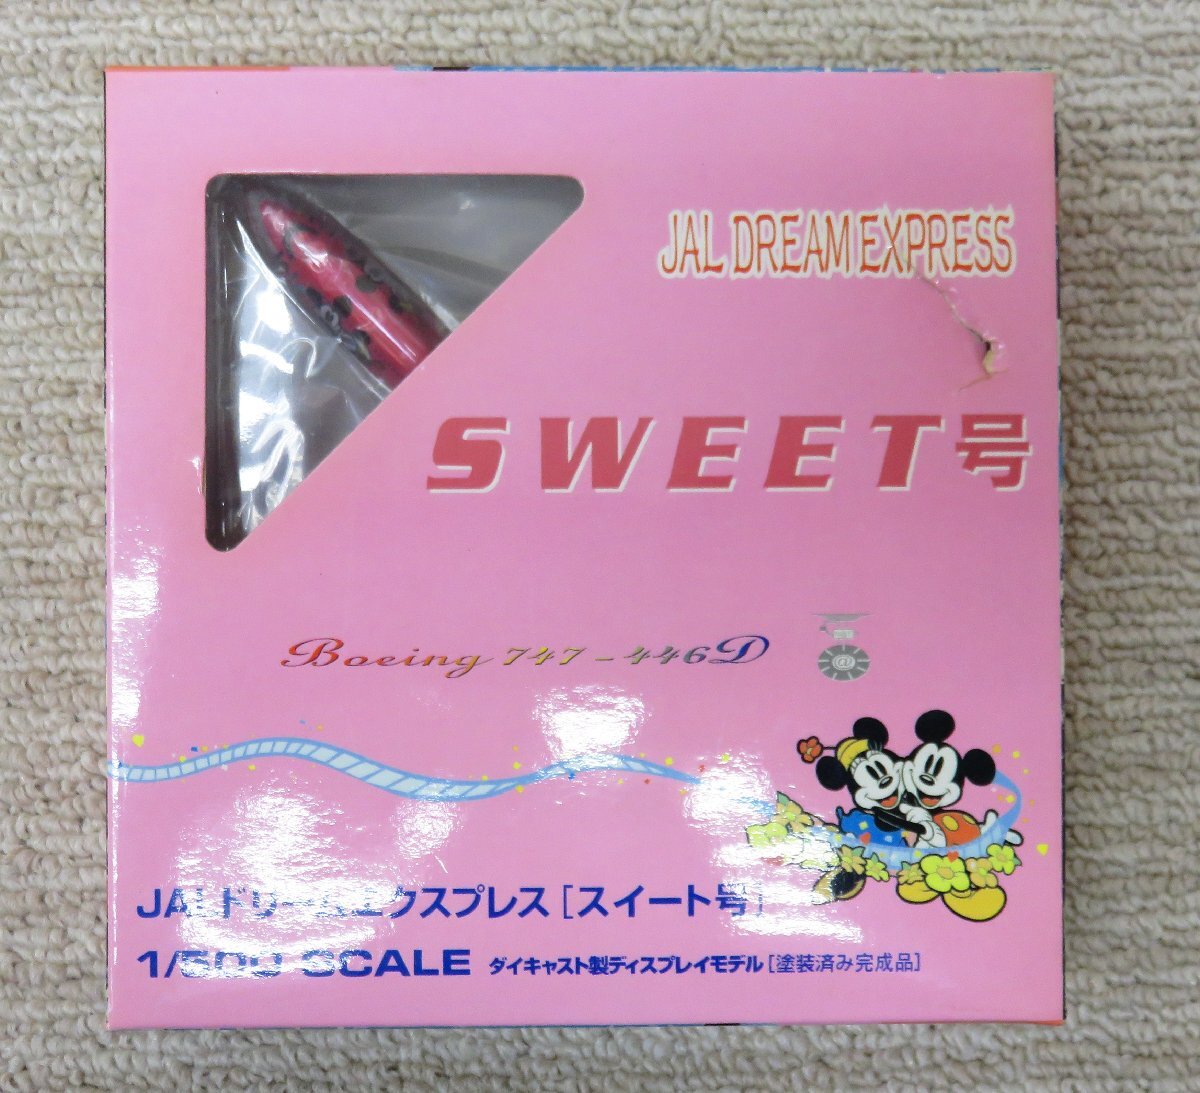 JAL DREAM EXPRESS
SWEET号
Boeing 747-446D
JALドリームエクスプレス［スイート号］
1/500 SCALE ダイキャスト製ディスプレイモデル［塗装済み完成品］